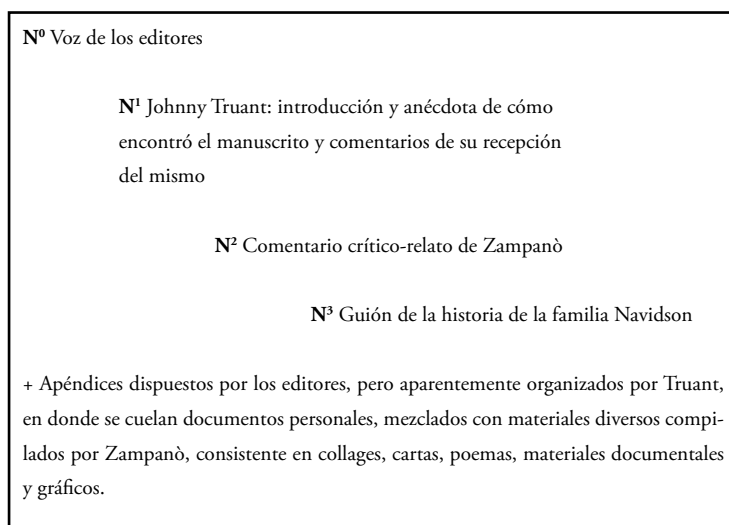 N⁰ Voz de los editores
N¹ Johnny Truant: introducción y anécdota de cómo
encontró el manuscrito y comentarios de su recepción
del mismo
N² Comentario crítico-relato de Zampanò
N³ Guión de la historia de la familia Navidson
+ Apéndices dispuestos por los editores, pero aparentemente organizados por Truant,
en donde se cuelan documentos personales, mezclados con materiales diversos compi-
lados por Zampanò, consistente en collages, cartas, poemas, materiales documentales
y gráficos.